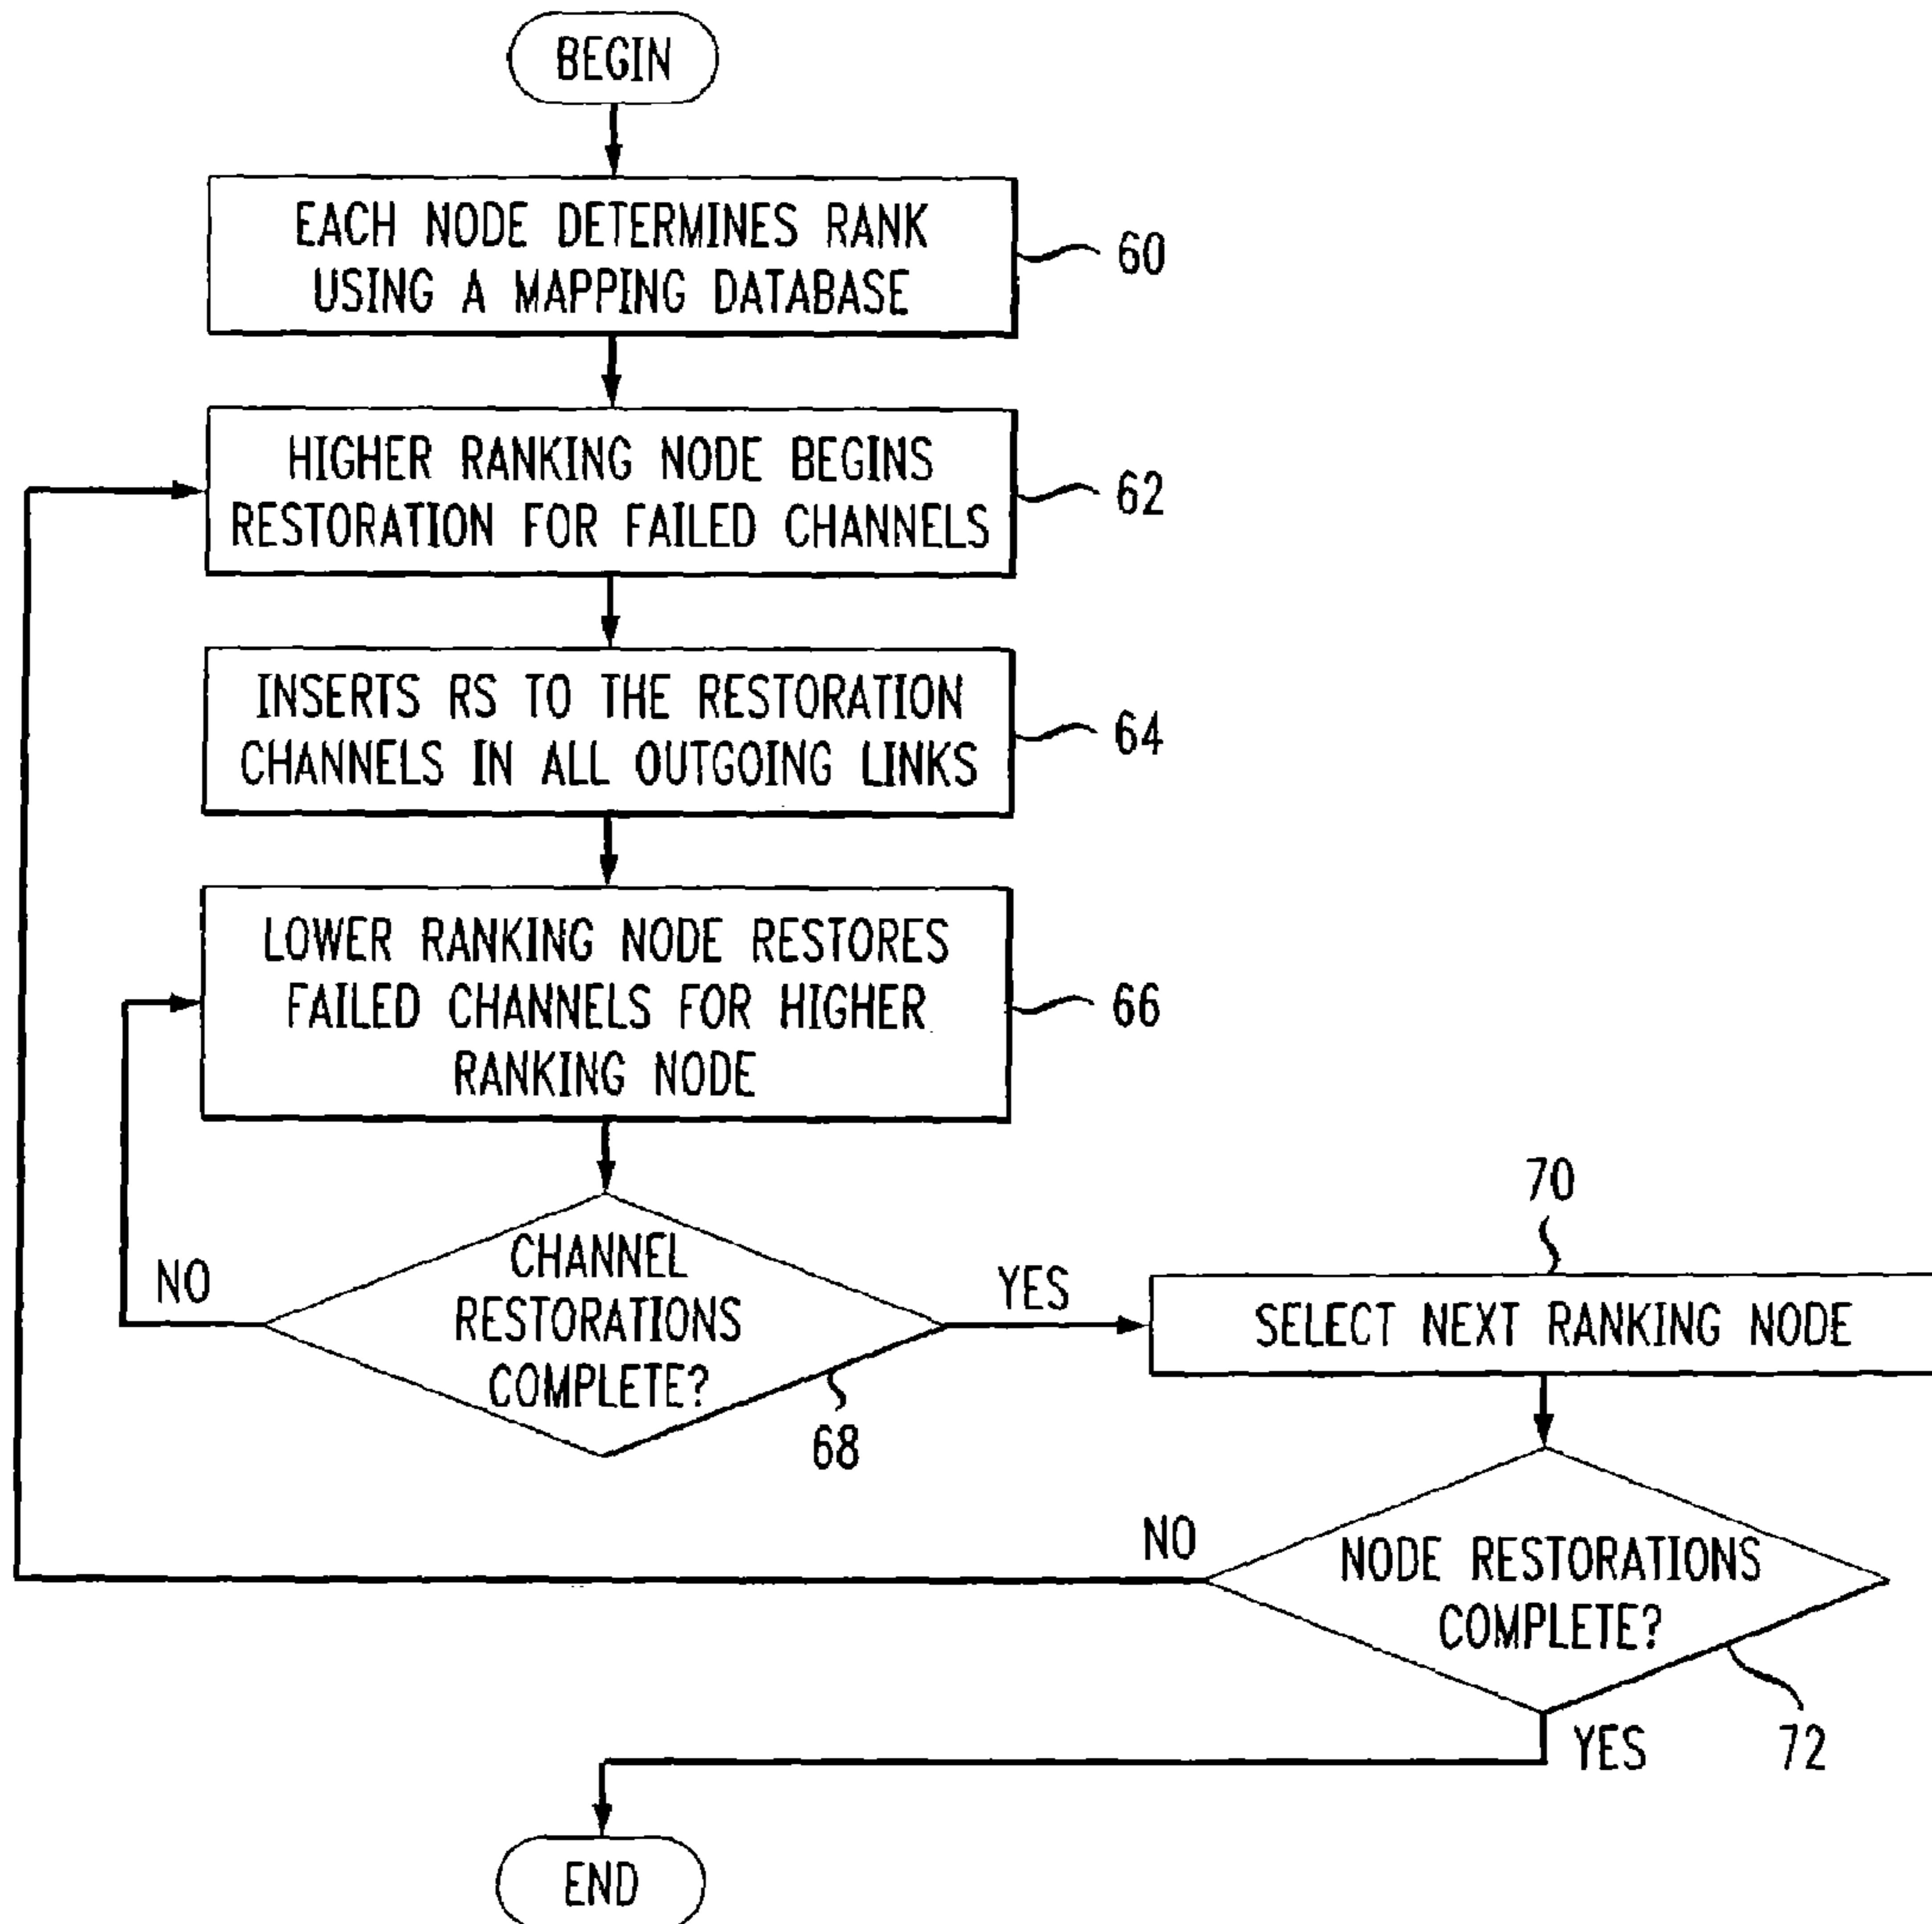 BEGIN
EACH NODE DETERMINES RANK
USING A MAPPING DATABASE
60
HIGHER RANKING NODE BEGINS
RESTORATION FOR FAILED CHANNELS
62
INSERTS RS TO THE RESTORATION
CHANNELS IN ALL OUTGOING LINKS
64
LOWER RANKING NODE RESTORES
FAILED CHANNELS FOR HIGHER
RANKING NODE
66
CHANNEL
RESTORATIONS
COMPLETE?
NO
YES
68
70
SELECT NEXT RANKING NODE
NO
NODE RESTORATIONS
COMPLETE?
YES
72
END